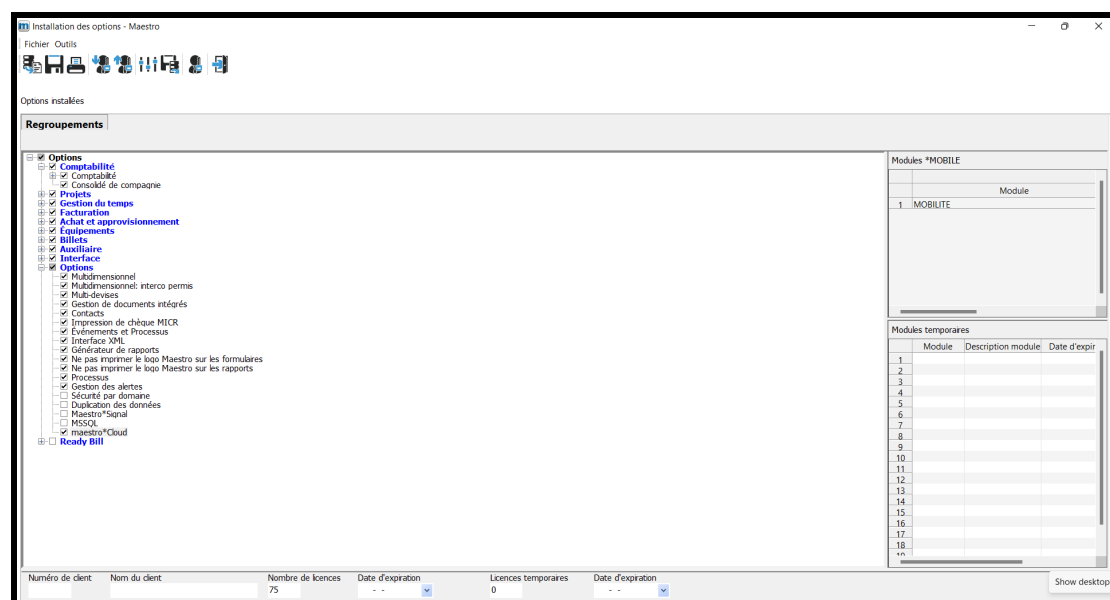 Installation des options - Maestro
Fichier Outils
Options installées
Regroupements
Options
Comptabilité
Comptabilité
Consolidé de compagnie
Projets
Gestion du temps
Facturation
Achat et approvisionnement
Équipements
Billets
Auxiliaire
Interface
Options
Multidimensionnel
Multidimensionnel: interco permis
Multi-devises
Gestion de documents intégrés
Contacts
Impression de chèque MICR
Événements et Processus
Interface XML
Générateur de rapports
Ne pas imprimer le logo Maestro sur les formulaires
Ne pas imprimer le logo Maestro sur les rapports
Processus
Gestion des alertes
Sécurité par domaine
Duplication des données
Maestro*Signal
MSSQL
maestro*Cloud
Ready Bill
Modules *MOBILE
Module
1 MOBILITE
Modules temporaires
Module Description module Date d'expir
1
2
3
4
5
6
7
8
9
10
11
12
13
14
15
16
17
18
Numéro de client Nom du client Nombre de licences Date d'expiration Licences temporaires Date d'expiration
75 - - 0 - -
Show desktop